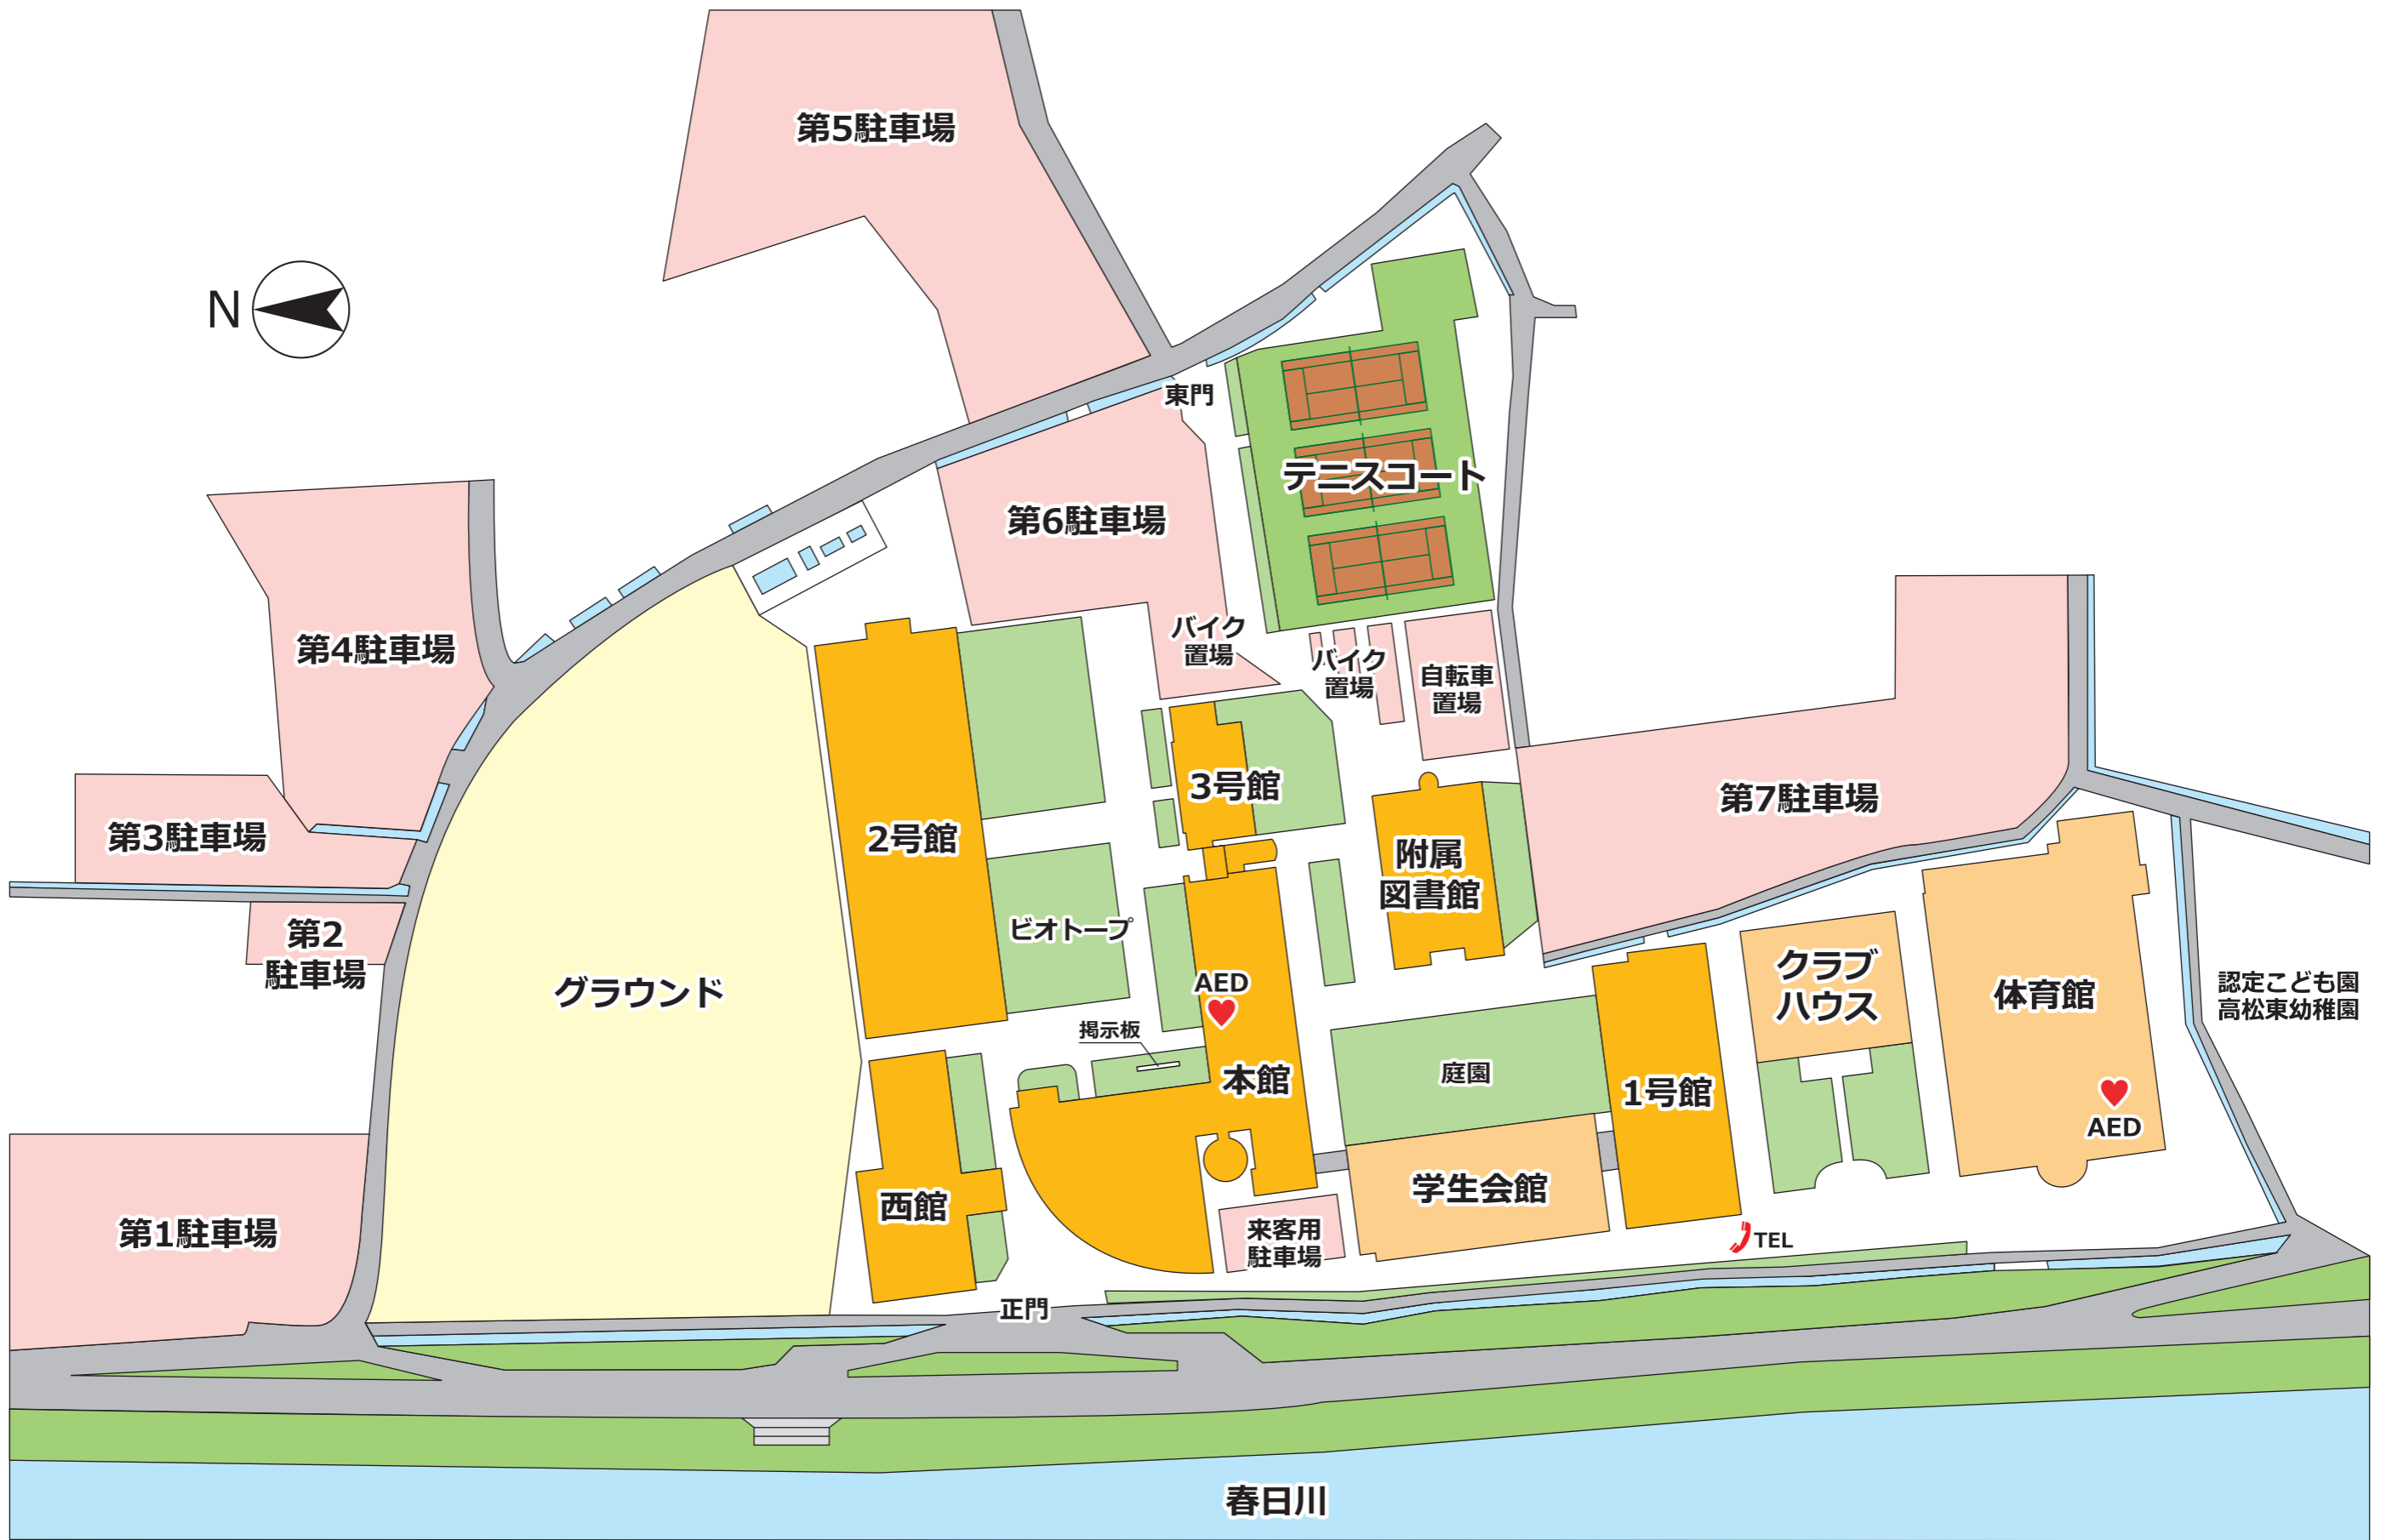 第5駐車場
N
東門
テニスコート
第6駐車場
バイク
置場
バイク
置場
自転車
置場
第4駐車場
第3駐車場
第2
駐車場
第1駐車場
グラウンド
2号館
ビオトープ
3号館
附属
図書館
第7駐車場
AED
掲示板
本館
庭園
1号館
クラブ
ハウス
体育館
AED
認定こども園
高松東幼稚園
西館
学生会館
来客用
駐車場
TEL
正門
春日川